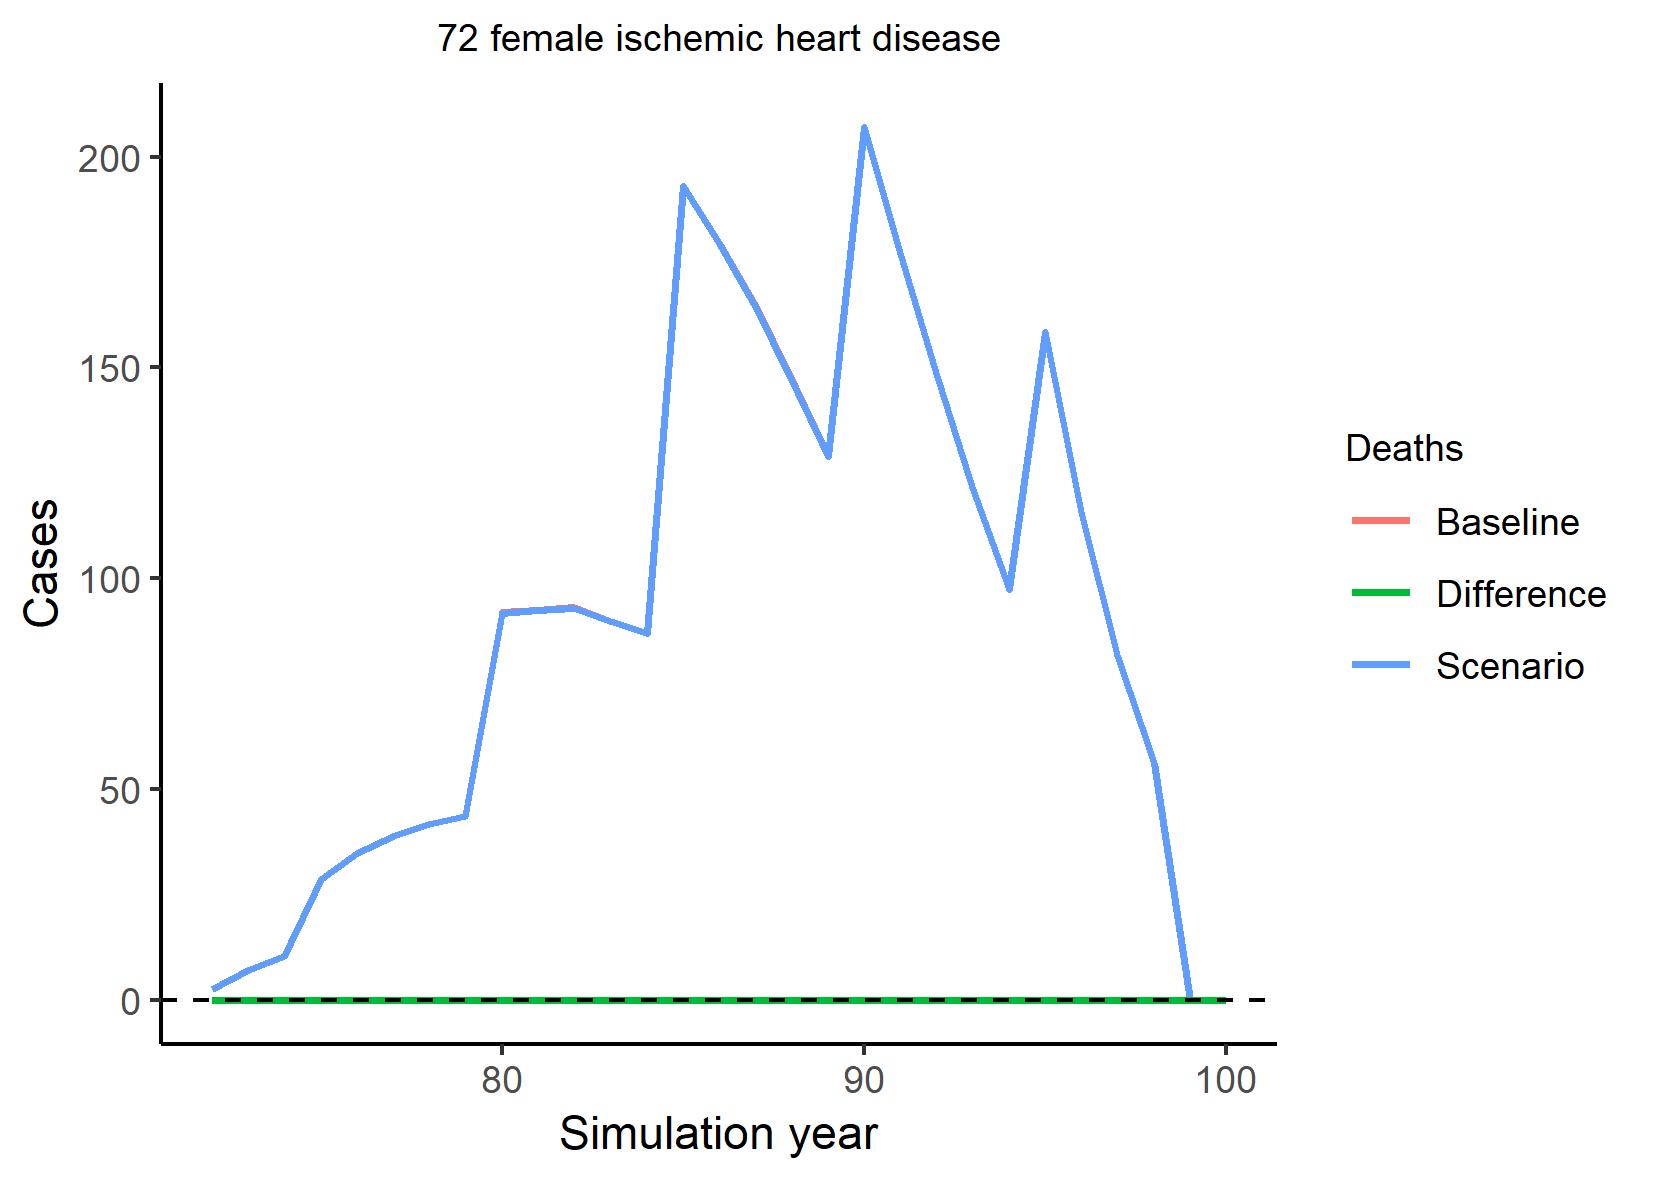 72 female ischemic heart disease
Cases
200
150
100
50
0
80 90 100
Simulation year
Deaths
Baseline
Difference
Scenario